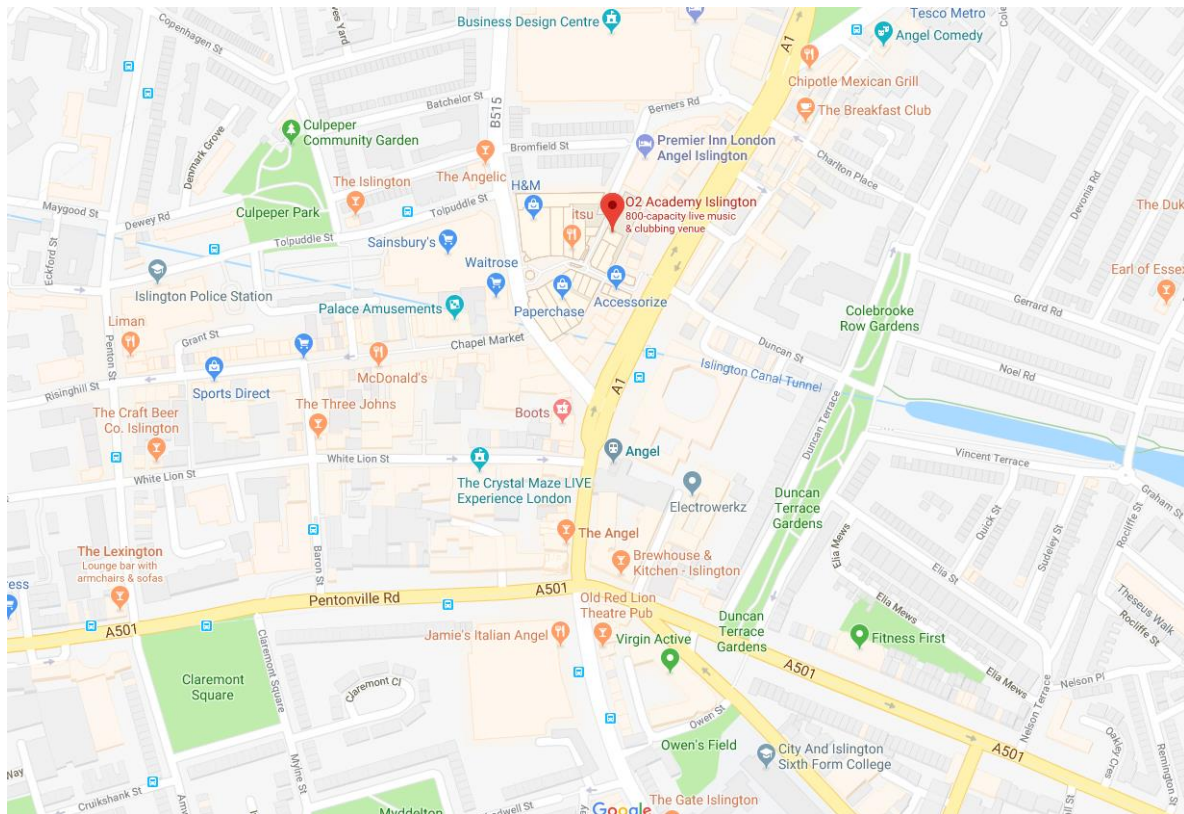 Tesco Metro
Business Design Centre
Angel Comedy
A1
Copenhagen St
Chipotle Mexican Grill
Batchelor St
B515
Berners Rd
The Breakfast Club
Culpeper
Community Garden
Denmark Grove
Bromfield St
Premier Inn London
Angel Islington
Charlton Place
Devonia Rd
The Angelic
The Islington
H&M
O2 Academy Islington
800-capacity live music
& clubbing venue
itsu
Maygood St
Dewey Rd
Culpeper Park
Tolpuddle St
Tolpuddle St
Sainsbury's
Waitrose
Eckford St
Islington Police Station
Palace Amusements
Paperchase
Accessorize
Earl of Essex
Gerrard Rd
Colebrooke
Row Gardens
Liman
Grant St
Chapel Market
Duncan St
Islington Canal Tunnel
Noel Rd
Penton St
Risinghill St
Sports Direct
McDonald's
A1
The Three Johns
The Craft Beer
Co. Islington
Boots
Duncan Terrace
Angel
White Lion St
White Lion St
Vincent Terrace
The Crystal Maze LIVE
Experience London
Electrowerkz
Duncan
Terrace
Gardens
Graham St
Quick St
Sudeley St
Rocliffe St
Elia Mews
The Angel
Baron St
The Lexington
Lounge bar with
armchairs & sofas
Brewhouse &
Kitchen - Islington
Elia St
Pentonville Rd
A501
Old Red Lion
Theatre Pub
Elia Mews
Theseus Walk
Rocliffe St
A501
Jamie's Italian Angel
Virgin Active
Duncan
Terrace
Gardens
Fitness First
Claremont Square
Claremont
Square
Claremont Cl
A501
Elia Mews
Nelson Pl
Nelson Terrace
Owen St
Owen's Field
City And Islington
Sixth Form College
A501
Oakley Cres
Remington St
Mylne St
Cruikshank St
Myddelton
Google
The Gate Islington